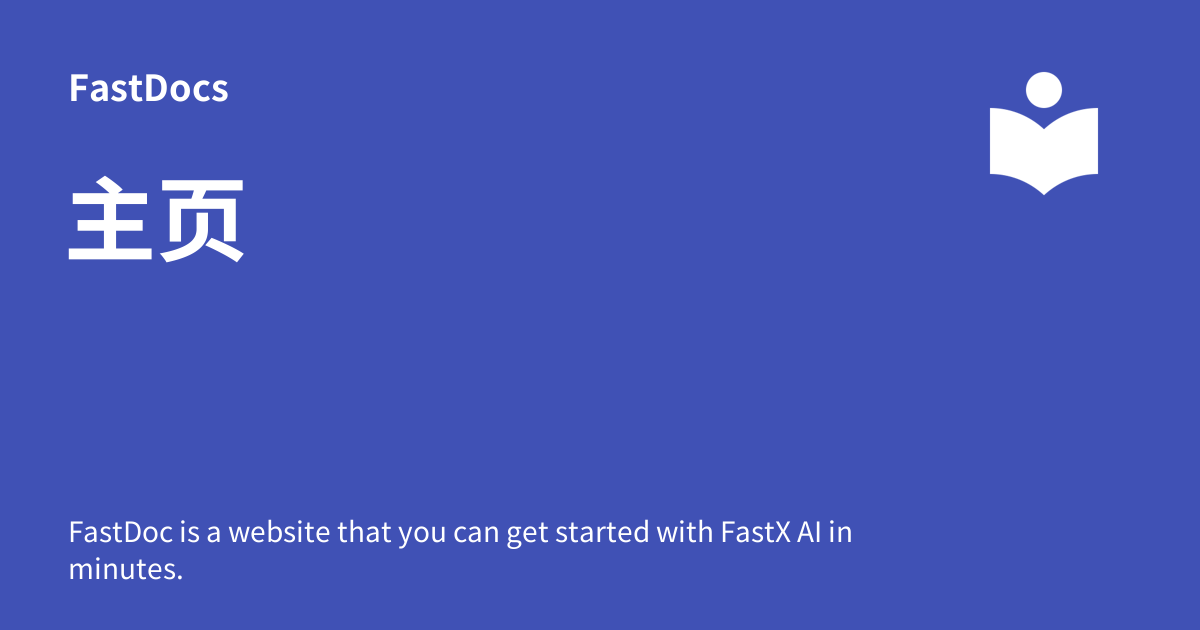 FastDocs
主页
FastDoc is a website that you can get started with FastX AI in
minutes.